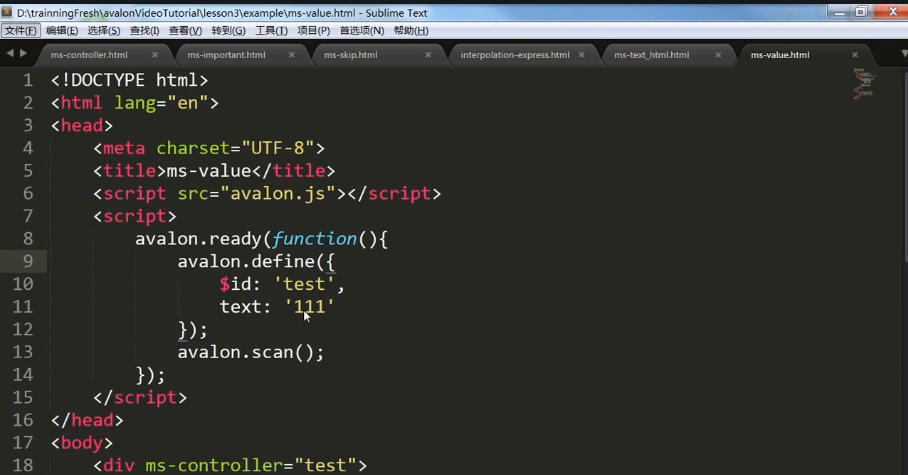 D:\trainningFresh\avalonVideoTutorial\lesson3\example\ms-value.html - Sublime Text
文件(F) 编辑(E) 选择(S) 查找(I) 查看(V) 转到(G) 工具(T) 项目(P) 首选项(N) 帮助(H)
ms-controller.html × ms-important.html × ms-skip.html × interpolation-express.html × ms-text_html.html × ms-value.html ×
1 <!DOCTYPE html>
2 <html lang="en">
3 <head>
4 <meta charset="UTF-8">
5 <title>ms-value</title>
6 <script src="avalon.js"></script>
7 <script>
8 avalon.ready(function(){
9 avalon.define({
10 $id: 'test',
11 text: '111'
12 });
13 avalon.scan();
14 });
15 </script>
16 </head>
17 <body>
18 <div ms-controller="test">